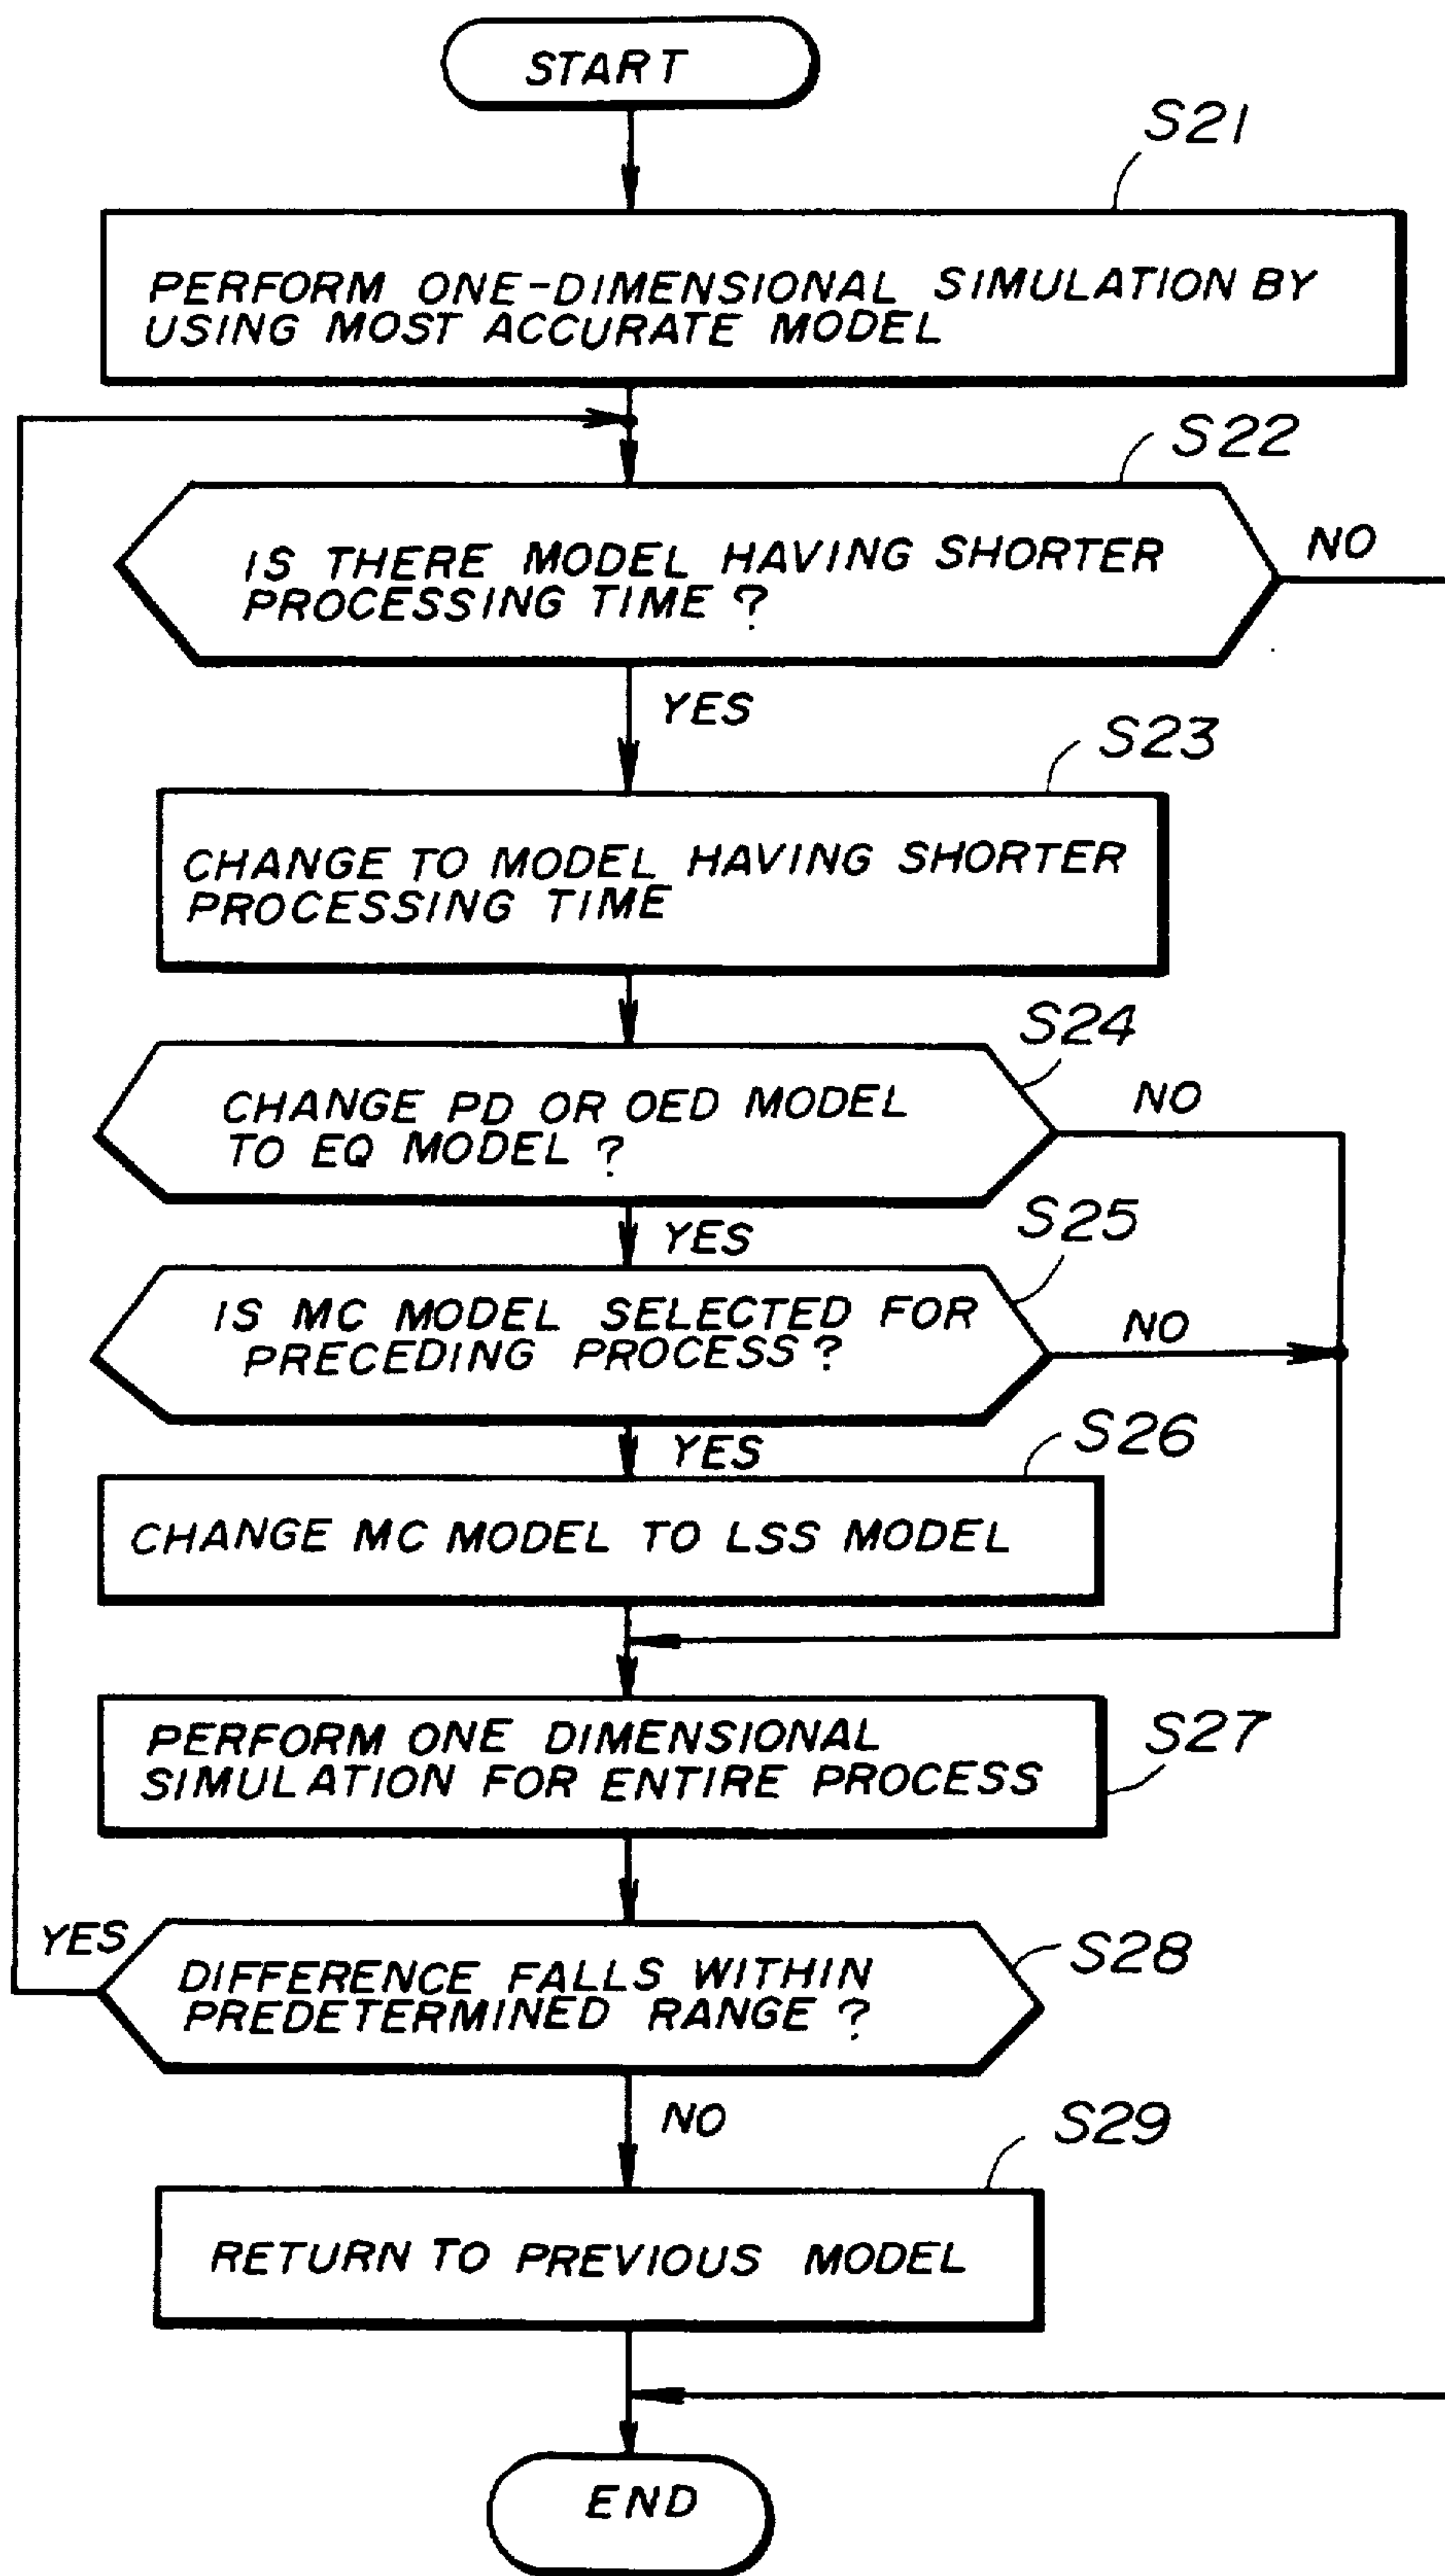 START
S21
PERFORM ONE-DIMENSIONAL SIMULATION BY
USING MOST ACCURATE MODEL
S22
IS THERE MODEL HAVING SHORTER
PROCESSING TIME ?
NO
YES
S23
CHANGE TO MODEL HAVING SHORTER
PROCESSING TIME
S24
CHANGE PD OR OED MODEL
TO EQ MODEL ?
NO
YES
S25
IS MC MODEL SELECTED FOR
PRECEDING PROCESS ?
NO
YES
S26
CHANGE MC MODEL TO LSS MODEL
PERFORM ONE DIMENSIONAL
SIMULATION FOR ENTIRE PROCESS
S27
YES
DIFFERENCE FALLS WITHIN
PREDETERMINED RANGE ?
S28
NO
S29
RETURN TO PREVIOUS MODEL
END